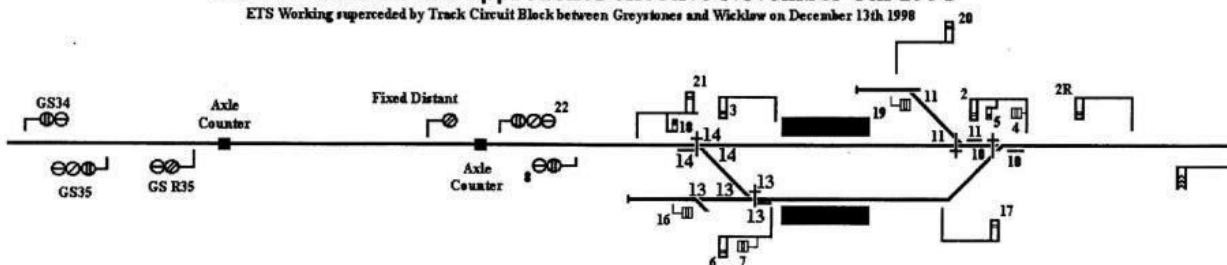 ETS Working superceded by Track Circuit Block between Greystones and Wicklow on December 13th 1998
20
GS34
Axle
Counter
Fixed Distant
22
21
3
19
11
2
5
4
2R
18
14
11
11
10
10
14
14
GS35
GS R35
Axle
Counter
8
13
13
13
13
16
6
7
17